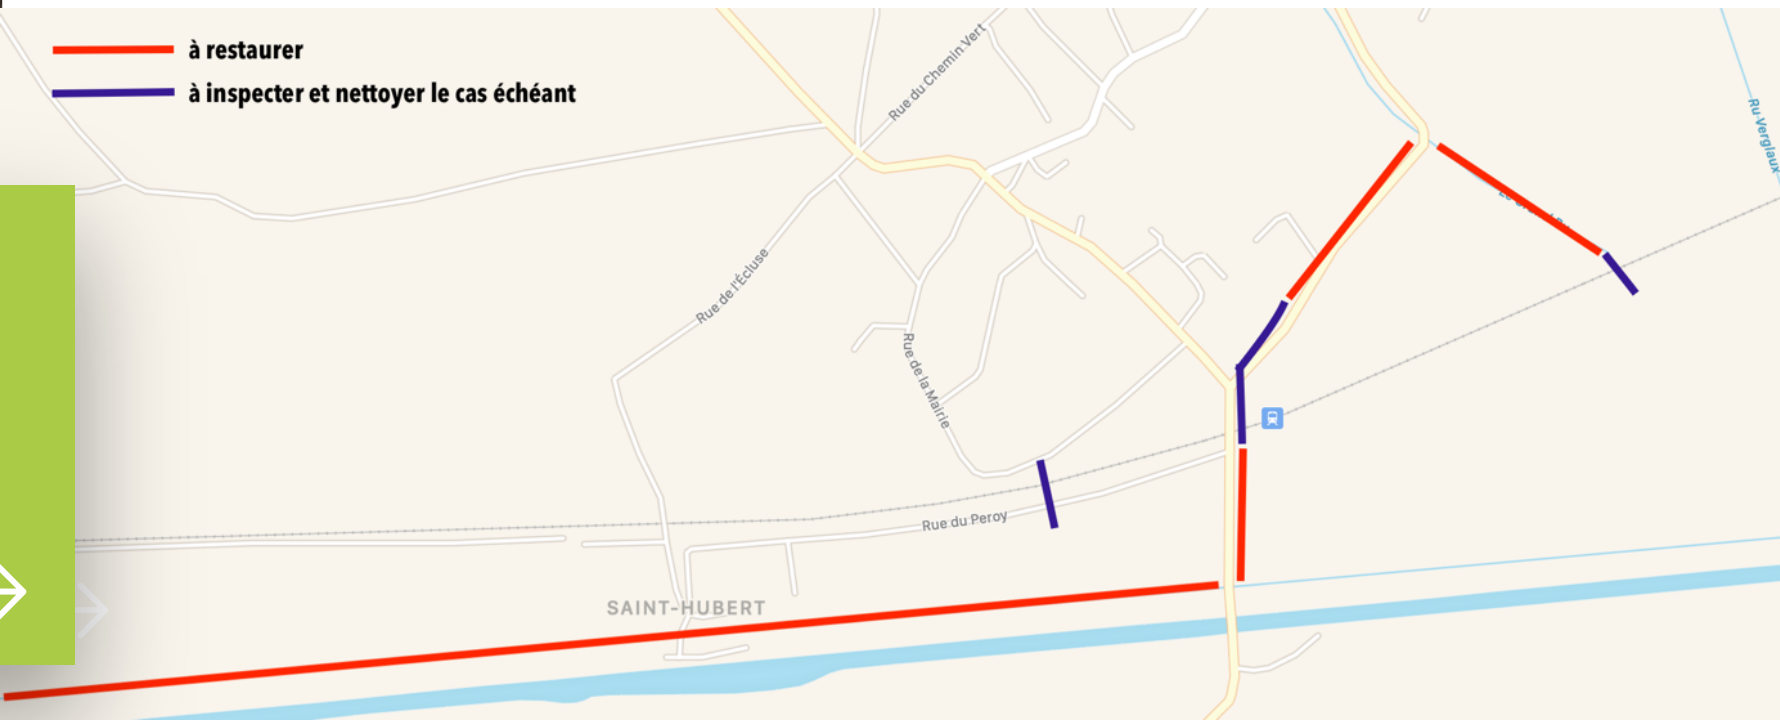 à restaurer
à inspecter et nettoyer le cas échéant
Rue du Chemin Vert
Ru Verglaux
Rue de l'Écluse
Rue de la Mairie
Rue du Peroy
SAINT-HUBERT